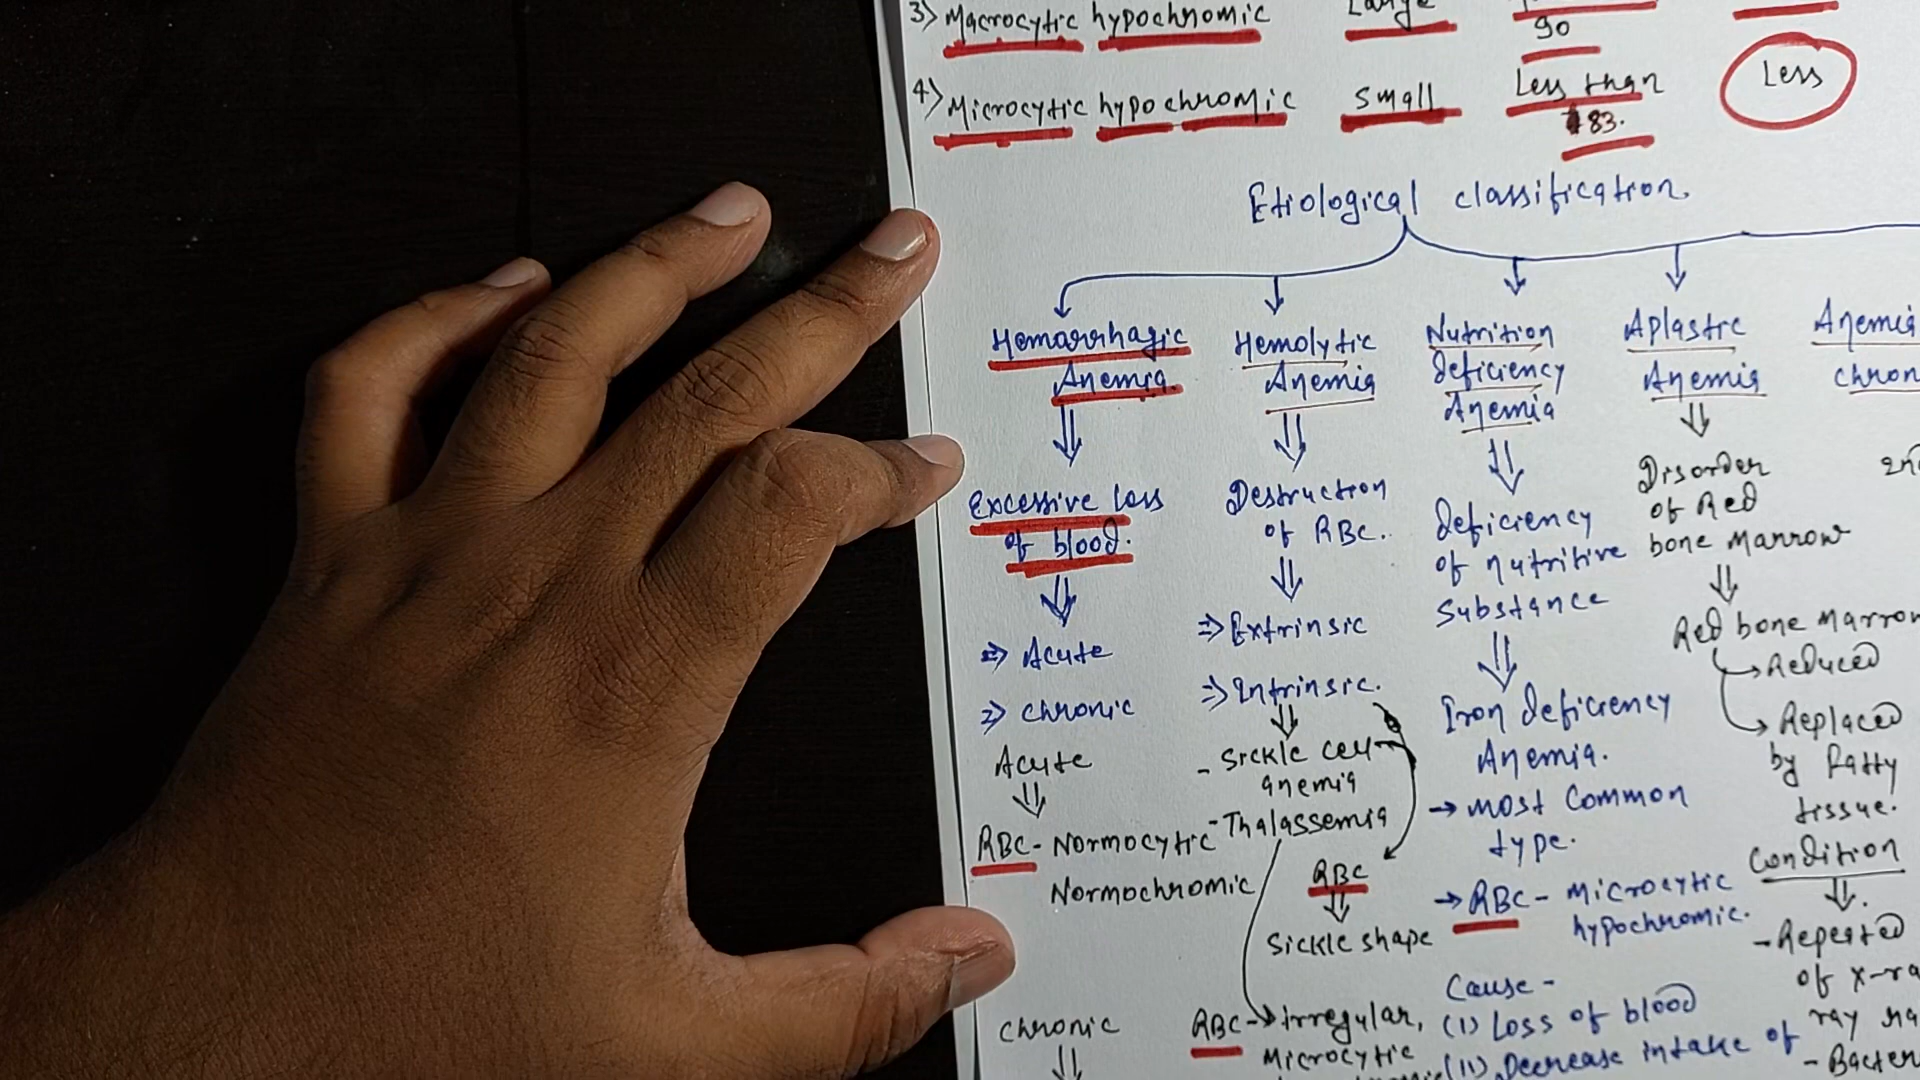 3) Macrocytic hypochromic Large
90
4) Microcytic hypochromic small Less than Less
83.
Etiological classification
Hemarrhagic
Anemia
Excessive loss
of blood.
=> Acute
=> chronic
Acute
RBC- Normocytic
Normochromic
chronic
Hemolytic
Anemia
Destruction
of RBC.
=> Extrinsic
=> Intrinsic.
- Sickle cell
anemia
- Thalassemia
RBC
Sickle shape
RBC-> irregular,
Microcytic
Nutrition
deficiency
Anemia
deficiency
of nutritive
Substance
Iron deficiency
Anemia.
→ most common
type.
→ RBC- microcytic
hypochromic.
Cause -
(I) Loss of blood
(II) Decrease intake of
Aplastic
Anemia
Disorder
of Red
bone marrow
Red bone marrow
→ Reduced
→ Replaced
by Fatty
tissue.
Condition
- Repeated
of x-ra
ray
- Bacter
Anemia
chron